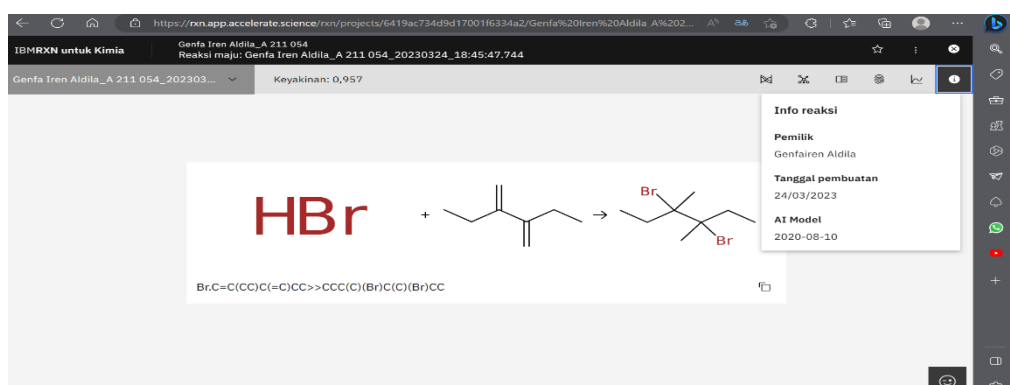 https://rxn.app.accelerate.science/rxn/projects/6419ac734d9d17001f6334a2/Genfa%20Iren%20Aldila A%202...
IBMRXN untuk Kimia
Genfa Iren Aldila_A 211 054
Reaksi maju: Genfa Iren Aldila_A 211 054_20230324_18:45:47.744
Genfa Iren Aldila_A 211 054_202303...
Keyakinan: 0,957
Info reaksi
Pemilik
Genfairen Aldila
Tanggal pembuatan
24/03/2023
AI Model
2020-08-10
HBr
+
→
Br
Br
Br.C=C(CC)C(=C)CC>>CCC(C)(Br)C(C)(Br)CC